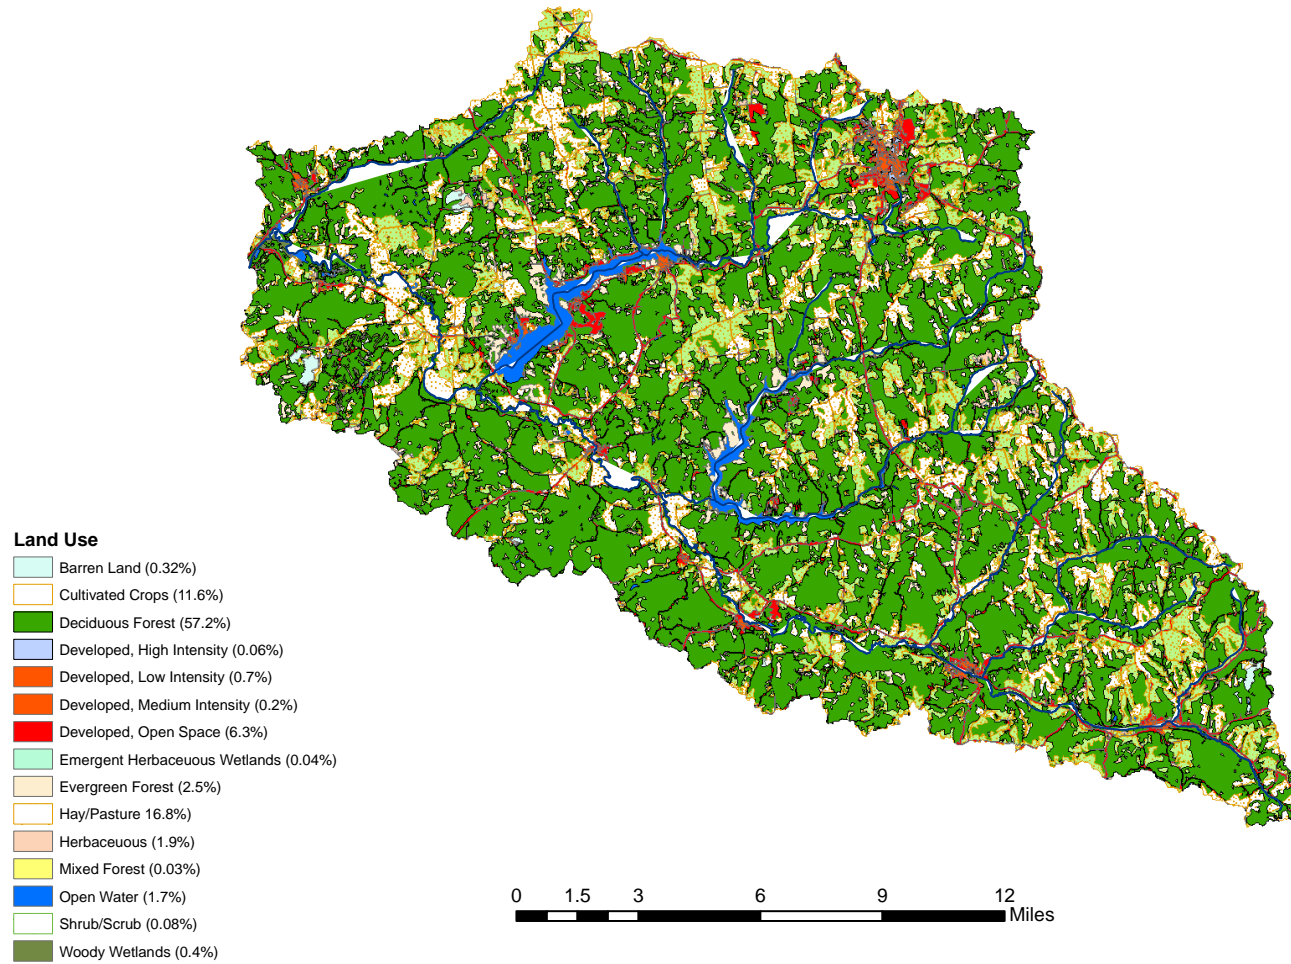 Land Use
Barren Land (0.32%)
Cultivated Crops (11.6%)
Deciduous Forest (57.2%)
Developed, High Intensity (0.06%)
Developed, Low Intensity (0.7%)
Developed, Medium Intensity (0.2%)
Developed, Open Space (6.3%)
Emergent Herbaceuous Wetlands (0.04%)
Evergreen Forest (2.5%)
Hay/Pasture 16.8%)
Herbaceuous (1.9%)
Mixed Forest (0.03%)
Open Water (1.7%)
Shrub/Scrub (0.08%)
Woody Wetlands (0.4%)
0 1.5 3 6 9 12
Miles